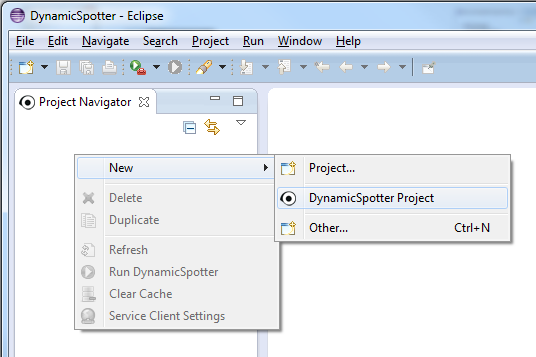 DynamicSpotter - Eclipse
File Edit Navigate Search Project Run Window Help
Project Navigator
New
Project...
Delete
DynamicSpotter Project
Duplicate
Other... Ctrl+N
Refresh
Run DynamicSpotter
Clear Cache
Service Client Settings